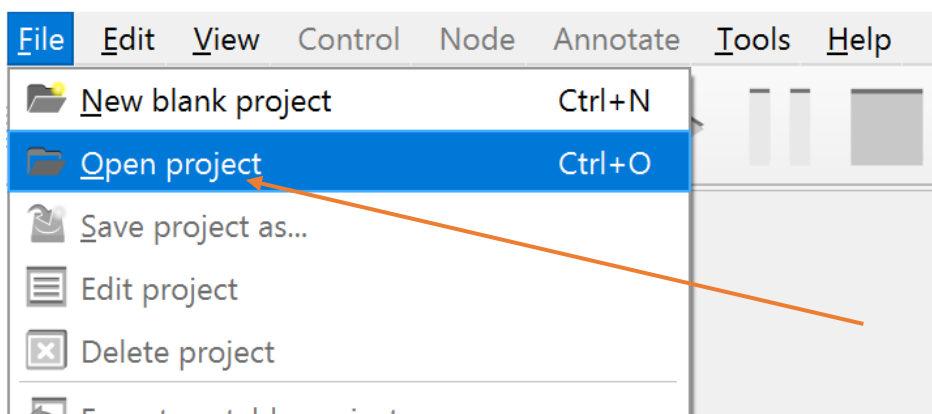 File Edit View Control Node Annotate Tools Help
New blank project Ctrl+N
Open project Ctrl+O
Save project as...
Edit project
Delete project